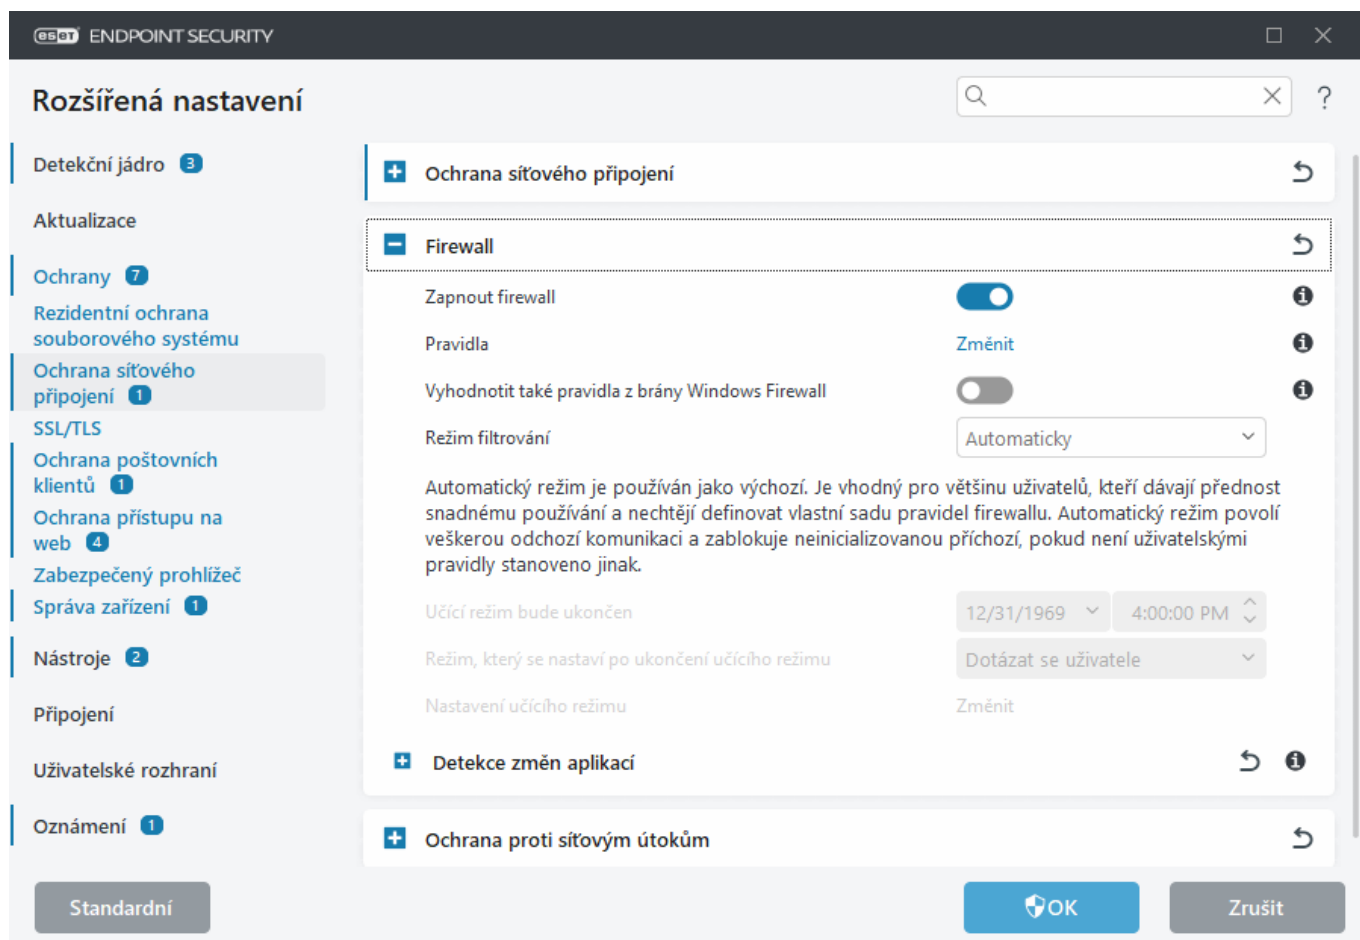 eset ENDPOINT SECURITY
Rozšířená nastavení
?
Detekční jádro 3
Aktualizace
Ochrany 7
Rezidentní ochrana
souborového systému
Ochrana síťového
připojení 1
SSL/TLS
Ochrana poštovních
klientů 1
Ochrana přístupu na
web 4
Zabezpečený prohlížeč
Správa zařízení 1
Nástroje 2
Připojení
Uživatelské rozhraní
Oznámení 1
Ochrana síťového připojení
Firewall
Zapnout firewall
Pravidla Změnit
Vyhodnotit také pravidla z brány Windows Firewall
Režim filtrování Automaticky
Automatický režim je používán jako výchozí. Je vhodný pro většinu uživatelů, kteří dávají přednost
snadnému používání a nechtějí definovat vlastní sadu pravidel firewallu. Automatický režim povolí
veškerou odchozí komunikaci a zablokuje neinicializovanou příchozí, pokud není uživatelskými
pravidly stanoveno jinak.
Učící režim bude ukončen 12/31/1969 4:00:00 PM
Režim, který se nastaví po ukončení učícího režimu Dotázat se uživatele
Nastavení učícího režimu Změnit
Detekce změn aplikací
Ochrana proti síťovým útokům
Standardní
OK
Zrušit